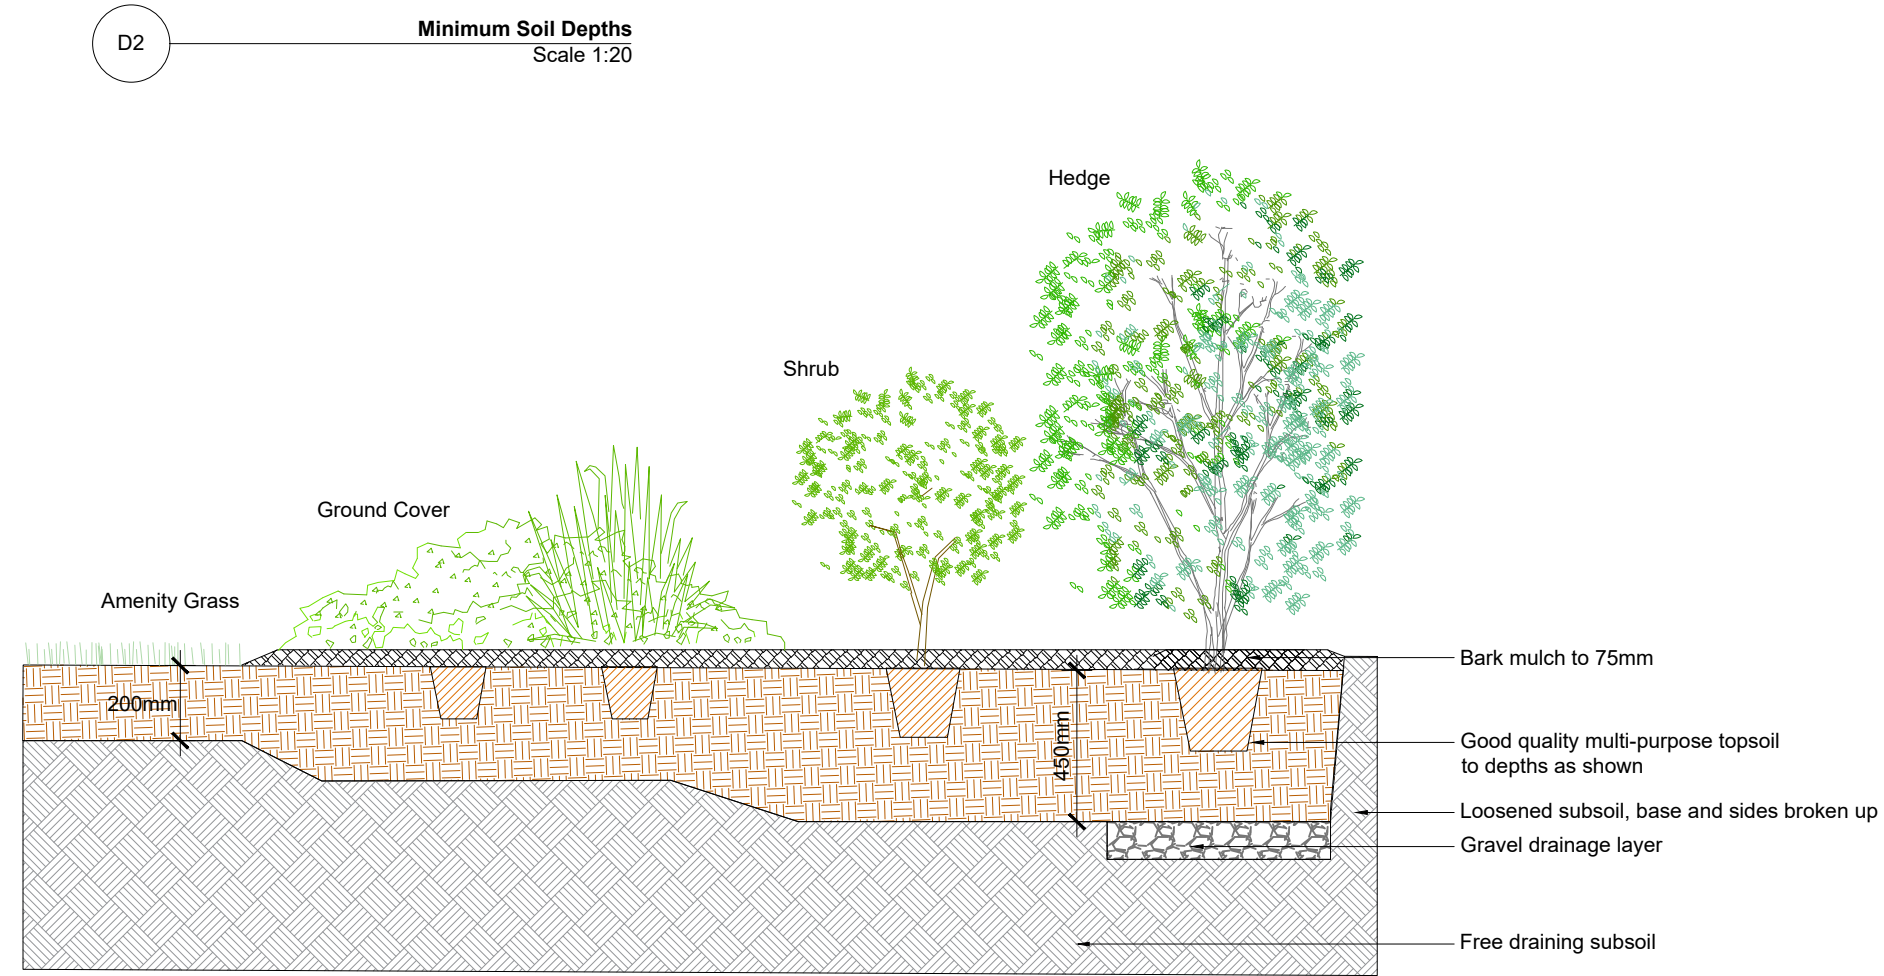 D2
Minimum Soil Depths
Scale 1:20
Hedge
Shrub
Ground Cover
Amenity Grass
200mm
450mm
Bark mulch to 75mm
Good quality multi-purpose topsoil
to depths as shown
Loosened subsoil, base and sides broken up
Gravel drainage layer
Free draining subsoil